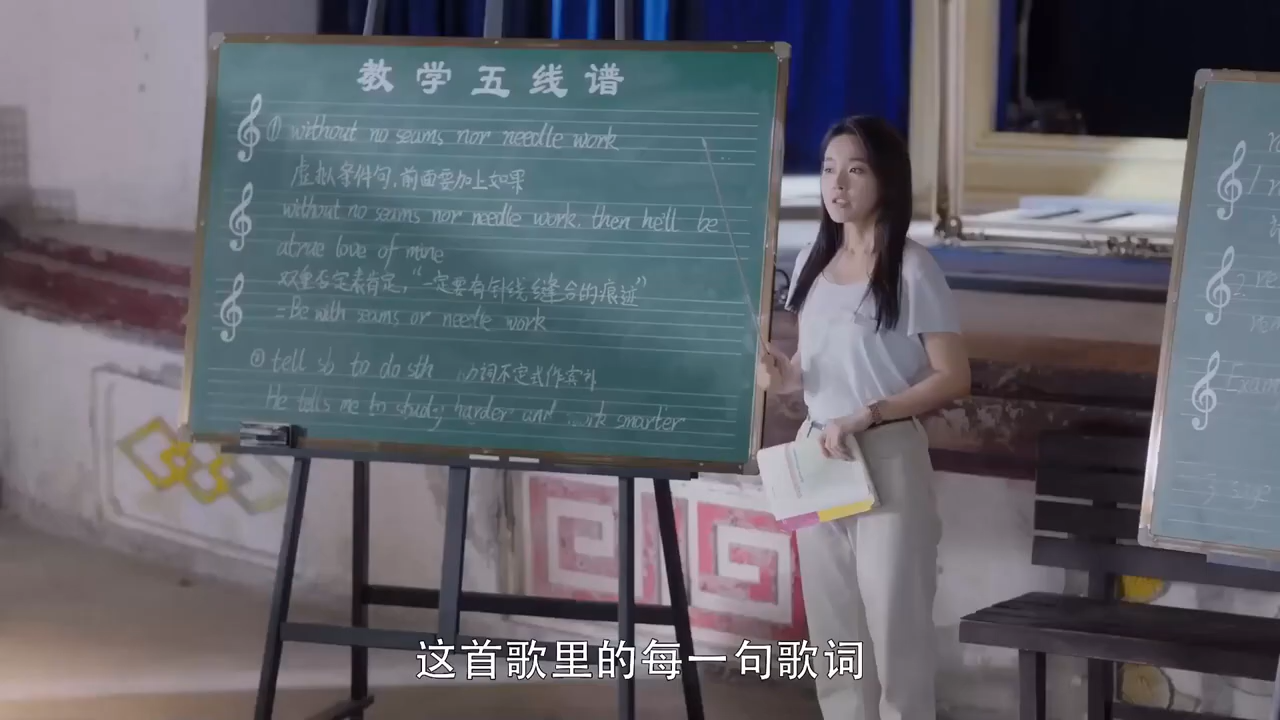 教学五线谱
① without no seams nor needle work
虚拟条件句,前面要加上如果
without no seams nor needle work, then he'll be
atrue love of mine
双重否定表肯定,“一定要有针线缝合的痕迹”
=Be with seams or needle work
② tell sb to do sth 动词不定式作宾补
He tells me to study harder and work smarter
Exam
这首歌里的每一句歌词